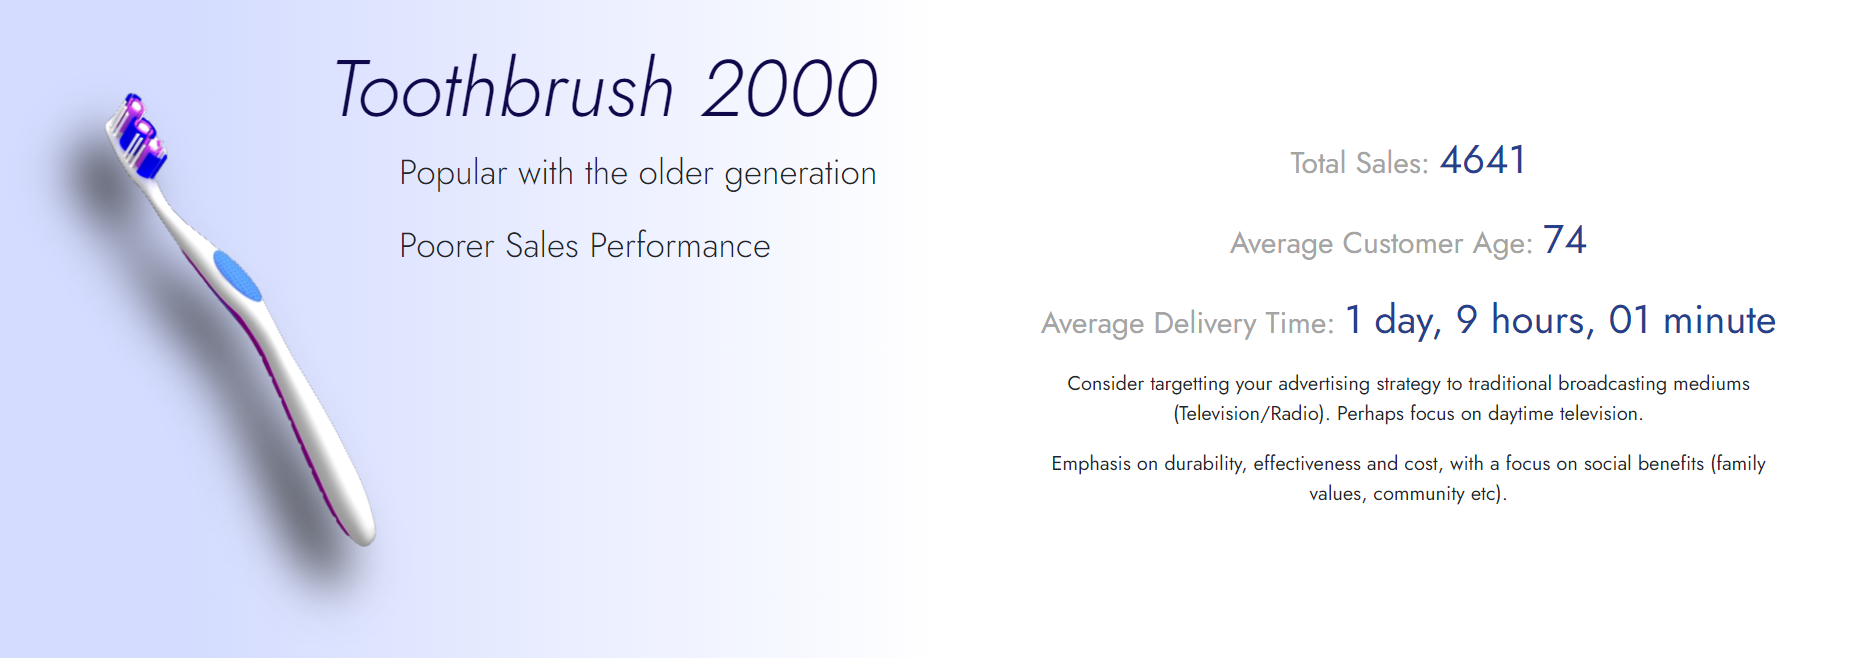 Toothbrush 2000
Popular with the older generation
Poorer Sales Performance
Total Sales: 4641
Average Customer Age: 74
Average Delivery Time: 1 day, 9 hours, 01 minute
Consider targetting your advertising strategy to traditional broadcasting mediums
(Television/Radio). Perhaps focus on daytime television.
Emphasis on durability, effectiveness and cost, with a focus on social benefits (family
values, community etc).